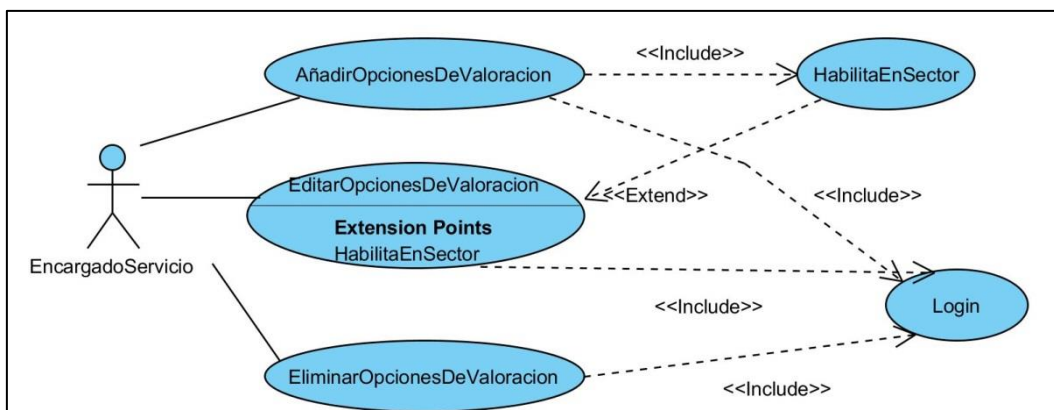 <<Include>>
AñadirOpcionesDeValoracion
HabilitaEnSector
EditarOpcionesDeValoracion
<<Extend>>
<<Include>>
Extension Points
HabilitaEnSector
EncargadoServicio
<<Include>>
Login
EliminarOpcionesDeValoracion
<<Include>>